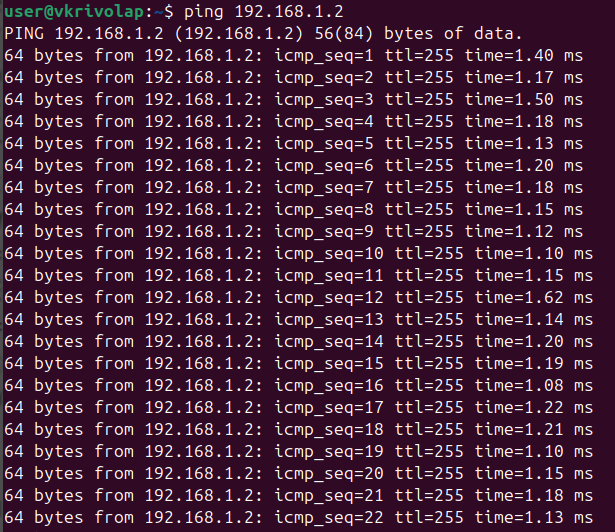 user@vkrivolap:~$ ping 192.168.1.2
PING 192.168.1.2 (192.168.1.2) 56(84) bytes of data.
64 bytes from 192.168.1.2: icmp_seq=1 ttl=255 time=1.40 ms
64 bytes from 192.168.1.2: icmp_seq=2 ttl=255 time=1.17 ms
64 bytes from 192.168.1.2: icmp_seq=3 ttl=255 time=1.50 ms
64 bytes from 192.168.1.2: icmp_seq=4 ttl=255 time=1.18 ms
64 bytes from 192.168.1.2: icmp_seq=5 ttl=255 time=1.13 ms
64 bytes from 192.168.1.2: icmp_seq=6 ttl=255 time=1.20 ms
64 bytes from 192.168.1.2: icmp_seq=7 ttl=255 time=1.18 ms
64 bytes from 192.168.1.2: icmp_seq=8 ttl=255 time=1.15 ms
64 bytes from 192.168.1.2: icmp_seq=9 ttl=255 time=1.12 ms
64 bytes from 192.168.1.2: icmp_seq=10 ttl=255 time=1.10 ms
64 bytes from 192.168.1.2: icmp_seq=11 ttl=255 time=1.15 ms
64 bytes from 192.168.1.2: icmp_seq=12 ttl=255 time=1.62 ms
64 bytes from 192.168.1.2: icmp_seq=13 ttl=255 time=1.14 ms
64 bytes from 192.168.1.2: icmp_seq=14 ttl=255 time=1.20 ms
64 bytes from 192.168.1.2: icmp_seq=15 ttl=255 time=1.19 ms
64 bytes from 192.168.1.2: icmp_seq=16 ttl=255 time=1.08 ms
64 bytes from 192.168.1.2: icmp_seq=17 ttl=255 time=1.22 ms
64 bytes from 192.168.1.2: icmp_seq=18 ttl=255 time=1.21 ms
64 bytes from 192.168.1.2: icmp_seq=19 ttl=255 time=1.10 ms
64 bytes from 192.168.1.2: icmp_seq=20 ttl=255 time=1.15 ms
64 bytes from 192.168.1.2: icmp_seq=21 ttl=255 time=1.18 ms
64 bytes from 192.168.1.2: icmp_seq=22 ttl=255 time=1.13 ms